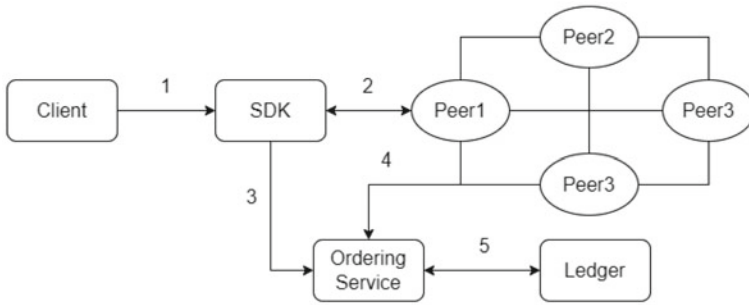 Peer2
1
2
Client
SDK
Peer1
Peer3
4
3
Peer3
Ordering
Service
5
Ledger